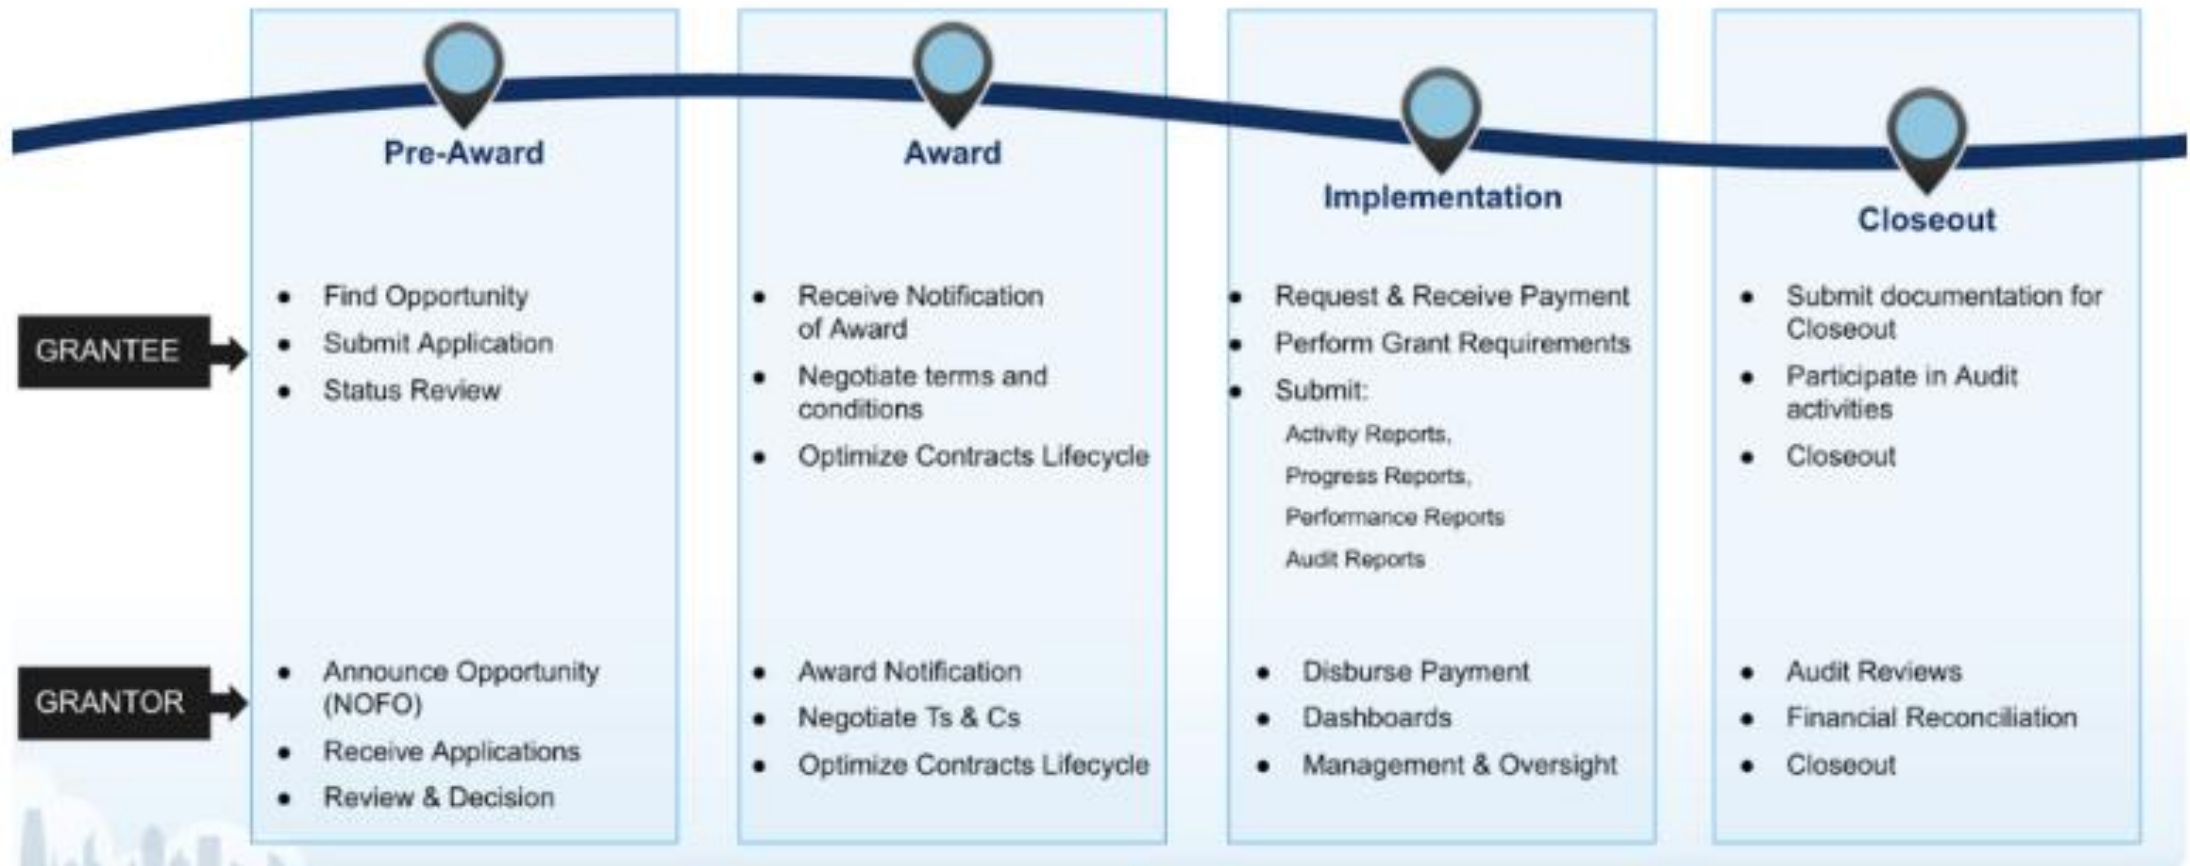 Pre-Award
Award
Implementation
Closeout
GRANTEE
• Find Opportunity
• Submit Application
• Status Review
• Receive Notification
of Award
• Negotiate terms and
conditions
• Optimize Contracts Lifecycle
• Request & Receive Payment
• Perform Grant Requirements
• Submit:
Activity Reports,
Progress Reports,
Performance Reports
Audit Reports
• Submit documentation for
Closeout
• Participate in Audit
activities
• Closeout
GRANTOR
• Announce Opportunity
(NOFO)
• Receive Applications
• Review & Decision
• Award Notification
• Negotiate Ts & Cs
• Optimize Contracts Lifecycle
• Disburse Payment
• Dashboards
• Management & Oversight
• Audit Reviews
• Financial Reconciliation
• Closeout